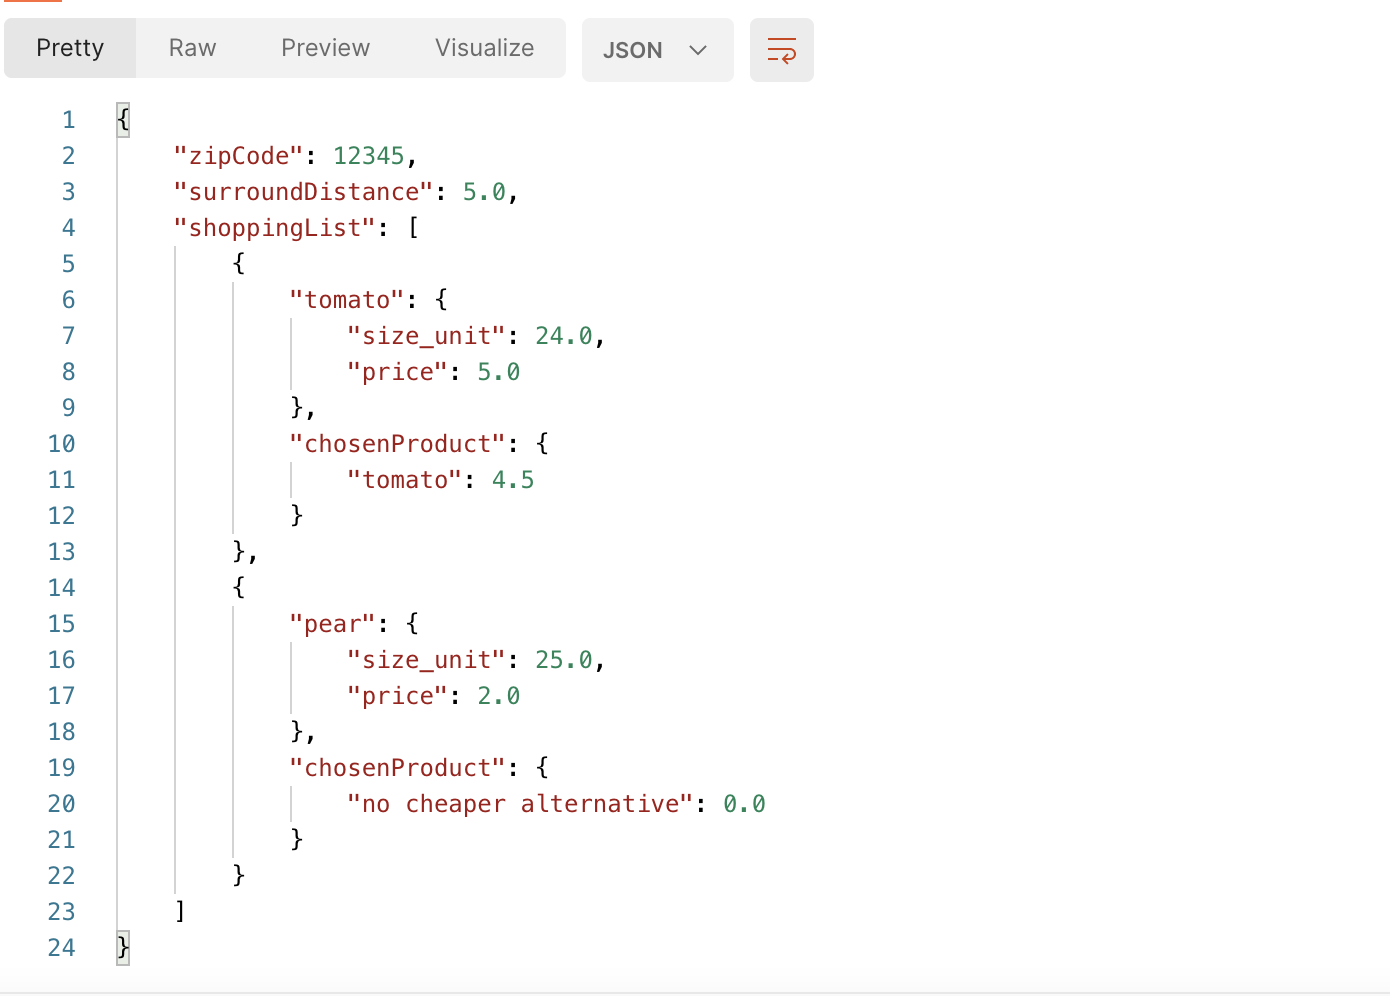 Pretty Raw Preview Visualize JSON
1 {
2 "zipCode": 12345,
3 "surroundDistance": 5.0,
4 "shoppingList": [
5 {
6 "tomato": {
7 "size_unit": 24.0,
8 "price": 5.0
9 },
10 "chosenProduct": {
11 "tomato": 4.5
12 }
13 },
14 {
15 "pear": {
16 "size_unit": 25.0,
17 "price": 2.0
18 },
19 "chosenProduct": {
20 "no cheaper alternative": 0.0
21 }
22 }
23 ]
24 }